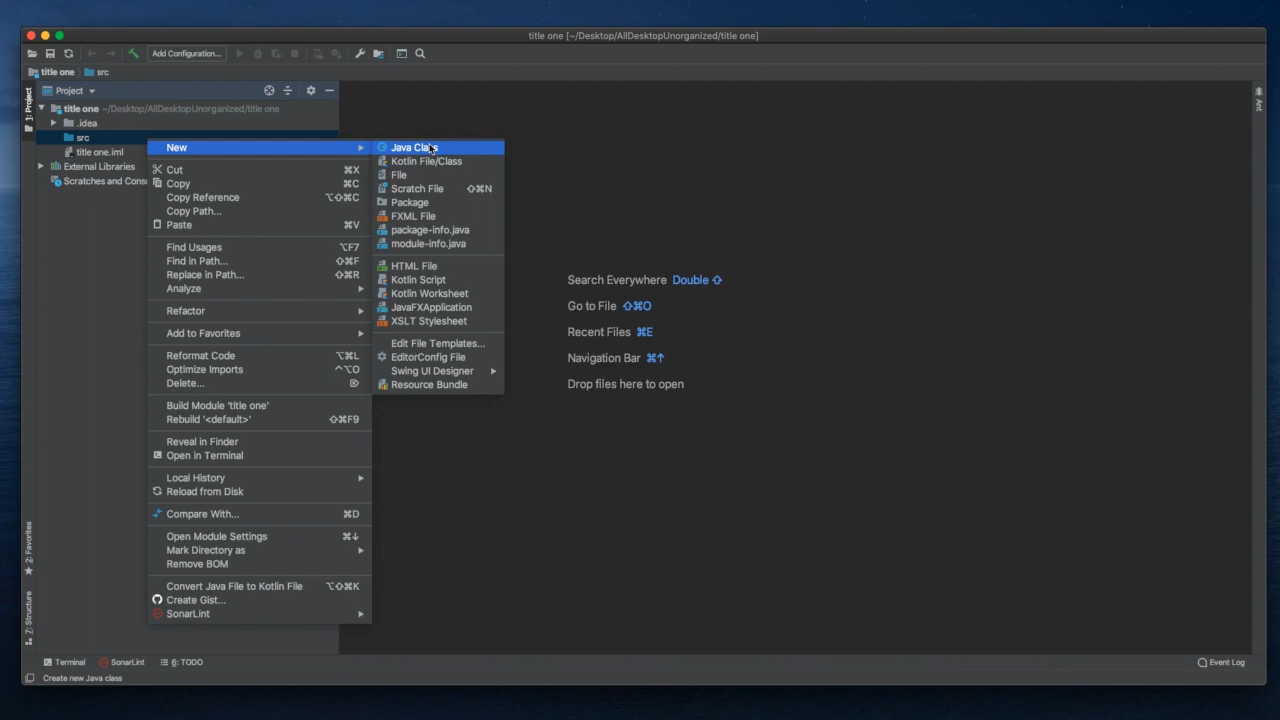 title one [~/Desktop/AllDesktopUnorganized/title one]
Add Configuration...
title one
src
1: Project
Project
title one ~/Desktop/AllDesktopUnorganized/title one
.idea
src
title one.iml
External Libraries
Scratches and Cons
New
Cut ⌘X
Copy ⌘C
Copy Reference ⌥⇧⌘C
Copy Path...
Paste ⌘V
Find Usages ⌥F7
Find in Path... ⇧⌘F
Replace in Path... ⇧⌘R
Analyze
Refactor
Add to Favorites
Reformat Code ⌥⌘L
Optimize Imports ^⌥O
Delete... ⌦
Build Module 'title one'
Rebuild '<default>' ⇧⌘F9
Reveal in Finder
Open in Terminal
Local History
Reload from Disk
Compare With... ⌘D
Open Module Settings ⌘↓
Mark Directory as
Remove BOM
Convert Java File to Kotlin File ⌥⇧⌘K
Create Gist...
SonarLint
Java Class
Kotlin File/Class
File
Scratch File ⇧⌘N
Package
FXML File
package-info.java
module-info.java
HTML File
Kotlin Script
Kotlin Worksheet
JavaFXApplication
XSLT Stylesheet
Edit File Templates...
EditorConfig File
Swing UI Designer
Resource Bundle
Search Everywhere Double ⇧
Go to File ⇧⌘O
Recent Files ⌘E
Navigation Bar ⌘↑
Drop files here to open
Ant
2: Favorites
7: Structure
Terminal
SonarLint
6: TODO
Event Log
Create new Java class